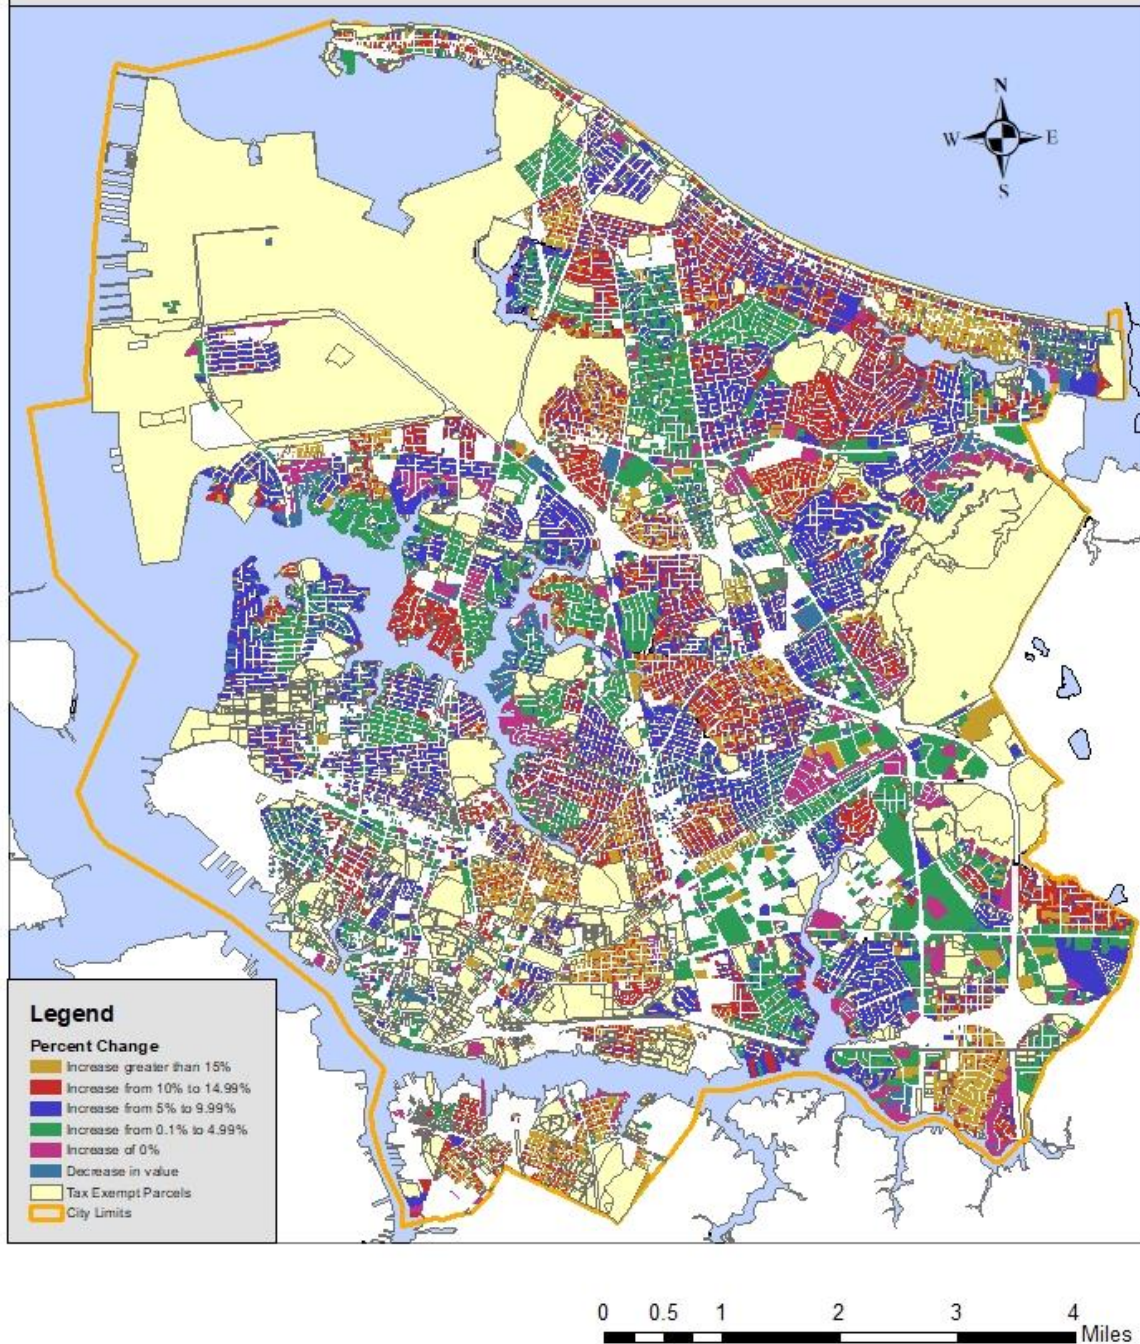 N
W E
S
Legend
Percent Change
Increase greater than 15%
Increase from 10% to 14.99%
Increase from 5% to 9.99%
Increase from 0.1% to 4.99%
Increase of 0%
Decrease in value
Tax Exempt Parcels
City Limits
0 0.5 1 2 3 4
Miles